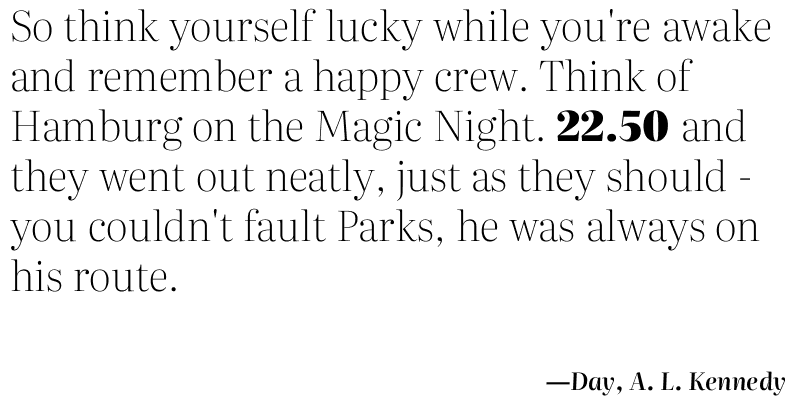 So think yourself lucky while you're awake
and remember a happy crew. Think of
Hamburg on the Magic Night. 22.50 and
they went out neatly, just as they should -
you couldn't fault Parks, he was always on
his route.
—Day, A. L. Kennedy